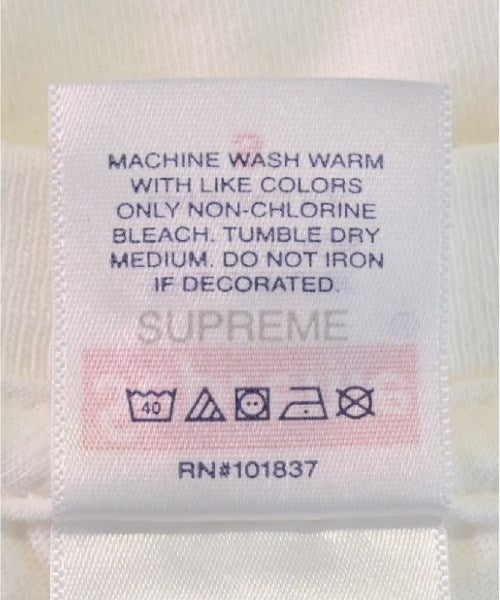 MACHINE WASH WARM
WITH LIKE COLORS
ONLY NON-CHLORINE
BLEACH. TUMBLE DRY
MEDIUM. DO NOT IRON
IF DECORATED.
SUPREME
40
RN#101837